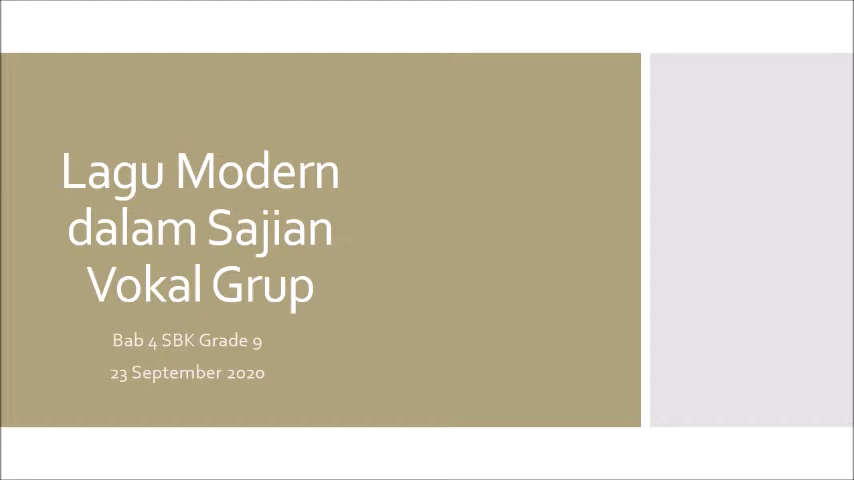 Lagu Modern
dalam Sajian
Vokal Grup
Bab 4 SBK Grade 9
23 September 2020